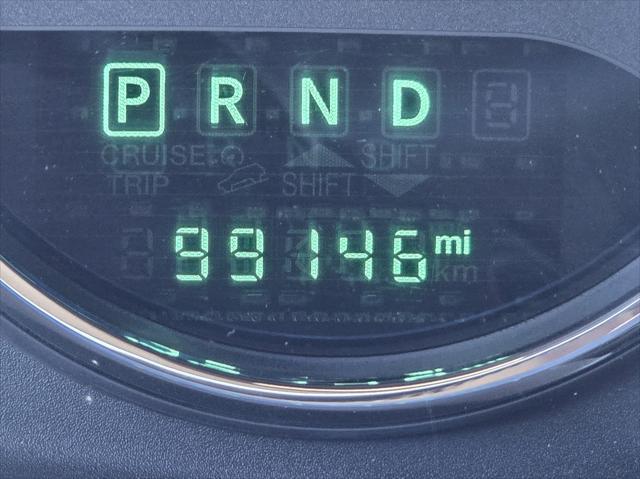 P R N D
CRUISE SHIFT
TRIP SHIFT
99146 mi
km